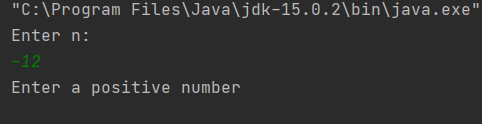 "C:\Program Files\Java\jdk-15.0.2\bin\java.exe"
Enter n:
-12
Enter a positive number